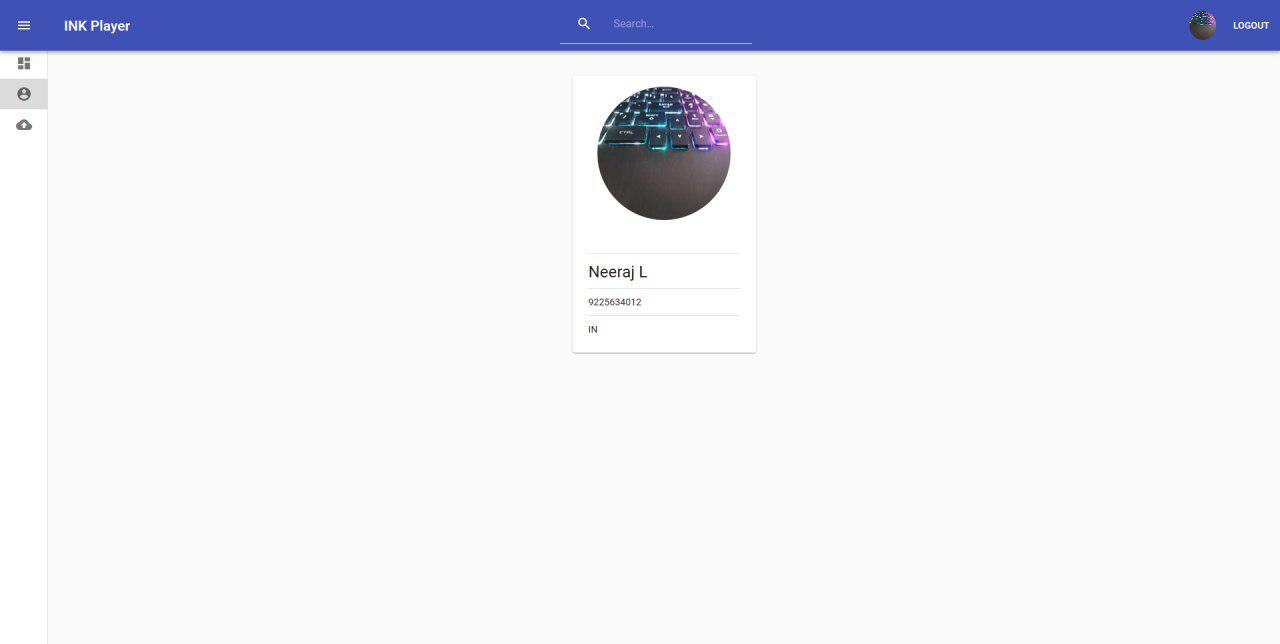 INK Player
Search...
LOGOUT
Neeraj L
9225634012
IN